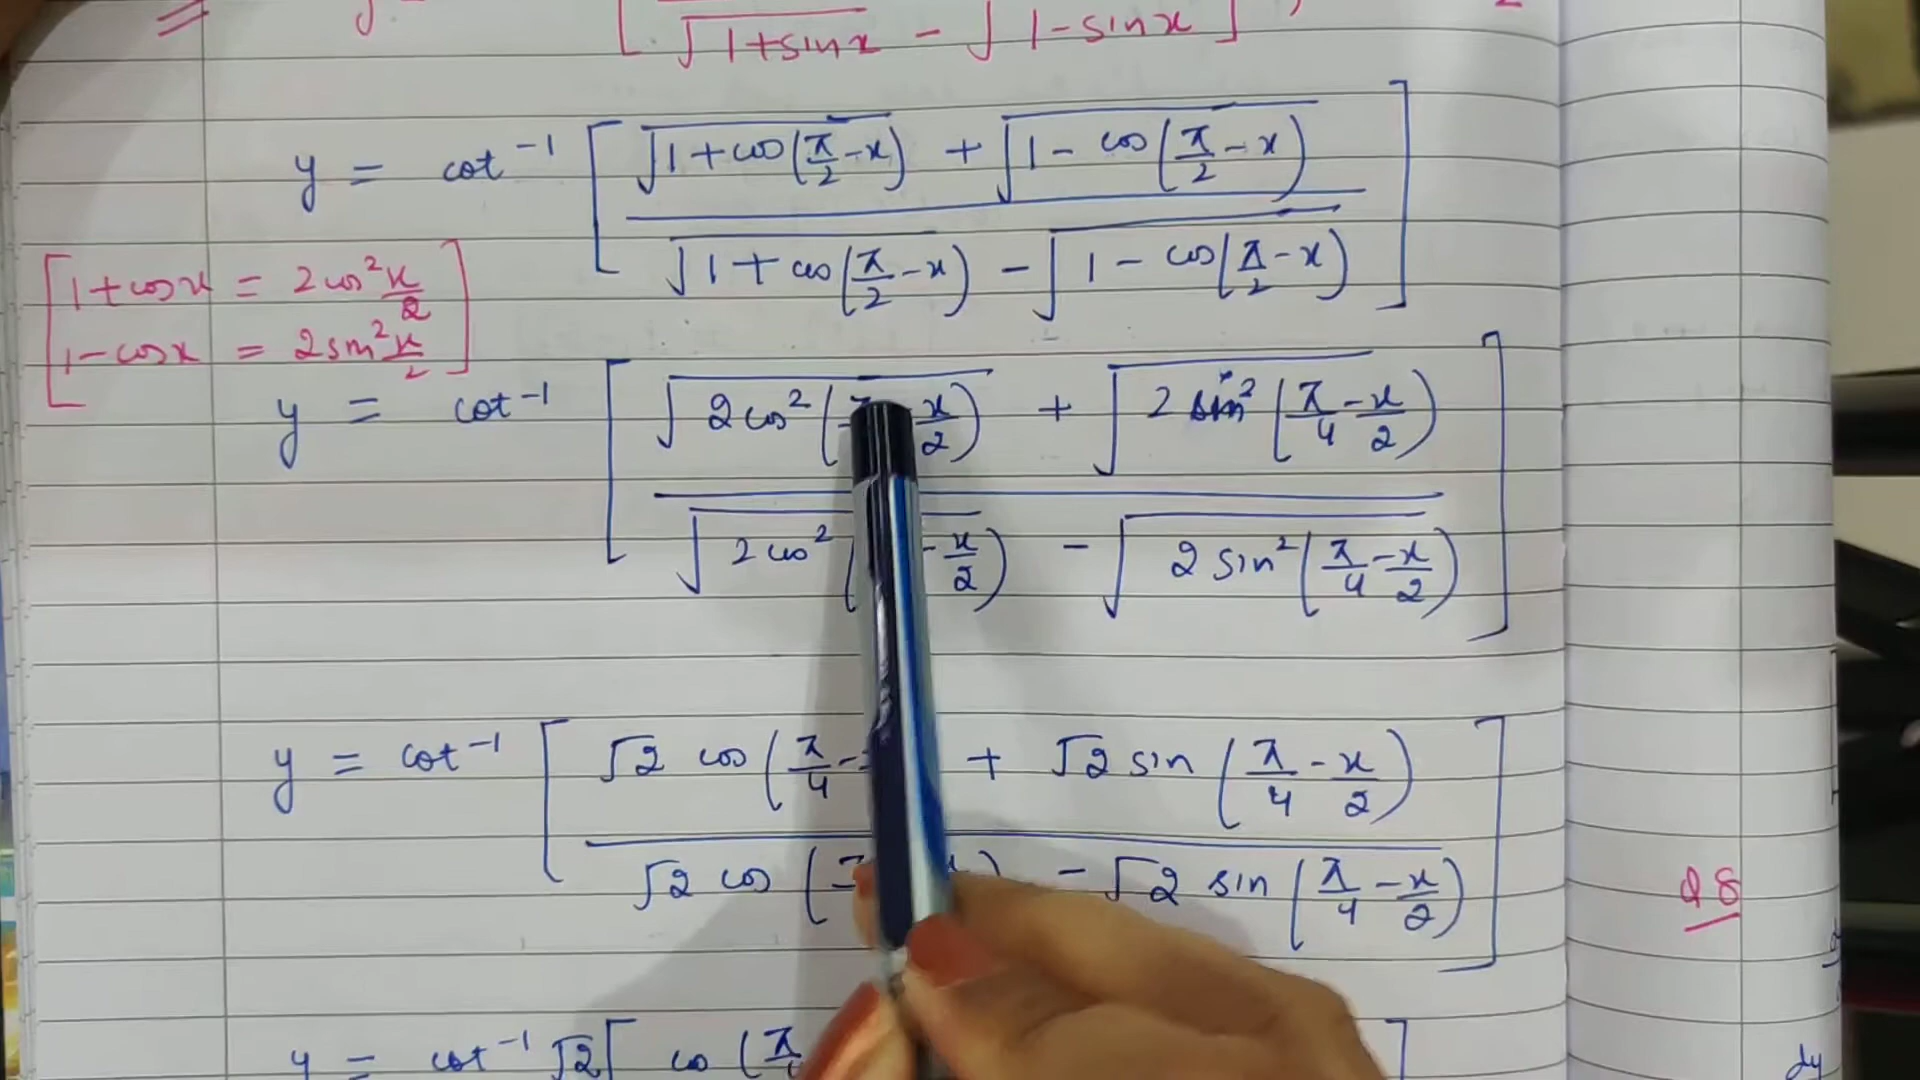 = y [ √1+sinx - √1-sinx ] ,
y = cot⁻¹ [ √1+cos(π/2-x) + √1-cos(π/2-x)
√1+cos(π/2-x) - √1-cos(π/2-x) ]
[ 1+cosx = 2cos²x/2
1-cosx = 2sin²x/2 ]
y = cot⁻¹ [ √2cos²( x/2) + √2sin²(π/4-x/2)
√2cos²( -x/2) - √2sin²(π/4-x/2) ]
y = cot⁻¹ [ √2 cos(π/4- + √2 sin(π/4-x/2)
√2 cos( ) - √2 sin(π/4-x/2) ]
Q8
y = cot⁻¹ √2[ cos(π ]
dy